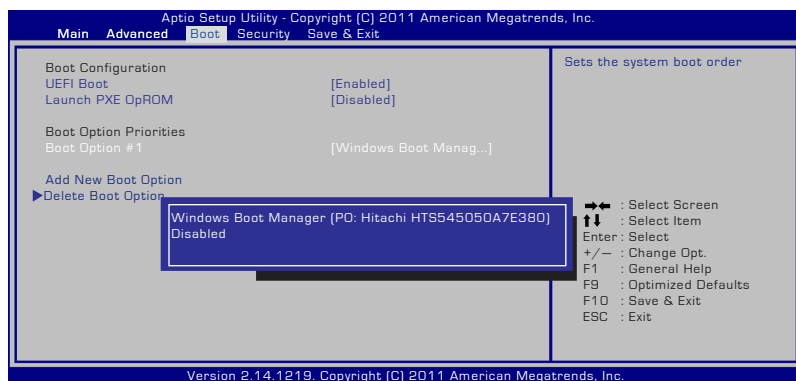 Aptio Setup Utility - Copyright (C) 2011 American Megatrends, Inc.
Main Advanced Boot Security Save & Exit
Boot Configuration
UEFI Boot [Enabled]
Launch PXE OpROM [Disabled]
Boot Option Priorities
Boot Option #1 [Windows Boot Manag...]
Add New Boot Option
Delete Boot Option
Windows Boot Manager (PO: Hitachi HTS545050A7E380)
Disabled
Sets the system boot order
→← : Select Screen
↑↓ : Select Item
Enter : Select
+/— : Change Opt.
F1 : General Help
F9 : Optimized Defaults
F10 : Save & Exit
ESC : Exit
Version 2.14.1219. Copyright (C) 2011 American Megatrends, Inc.